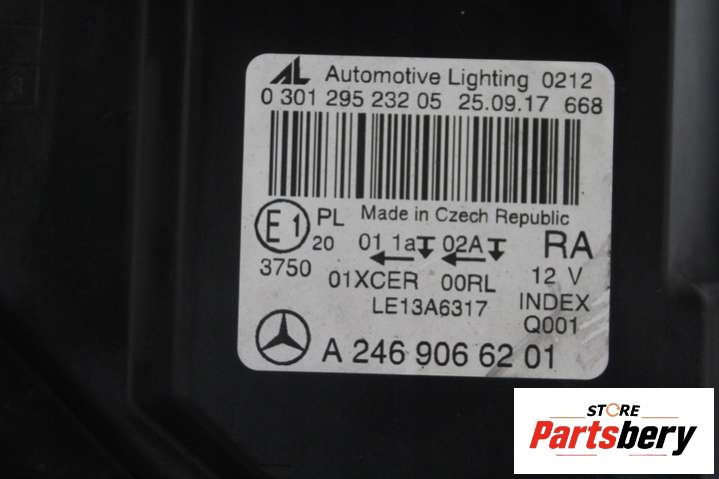 AL Automotive Lighting 0212
0 301 295 232 05 25.09.17 668
Made in Czech Republic
E1 PL 20 01 1a 02A RA
3750 01XCER 00RL 12 V
LE13A6317 INDEX
Q001
A 246 906 62 01
STORE
Partsbery